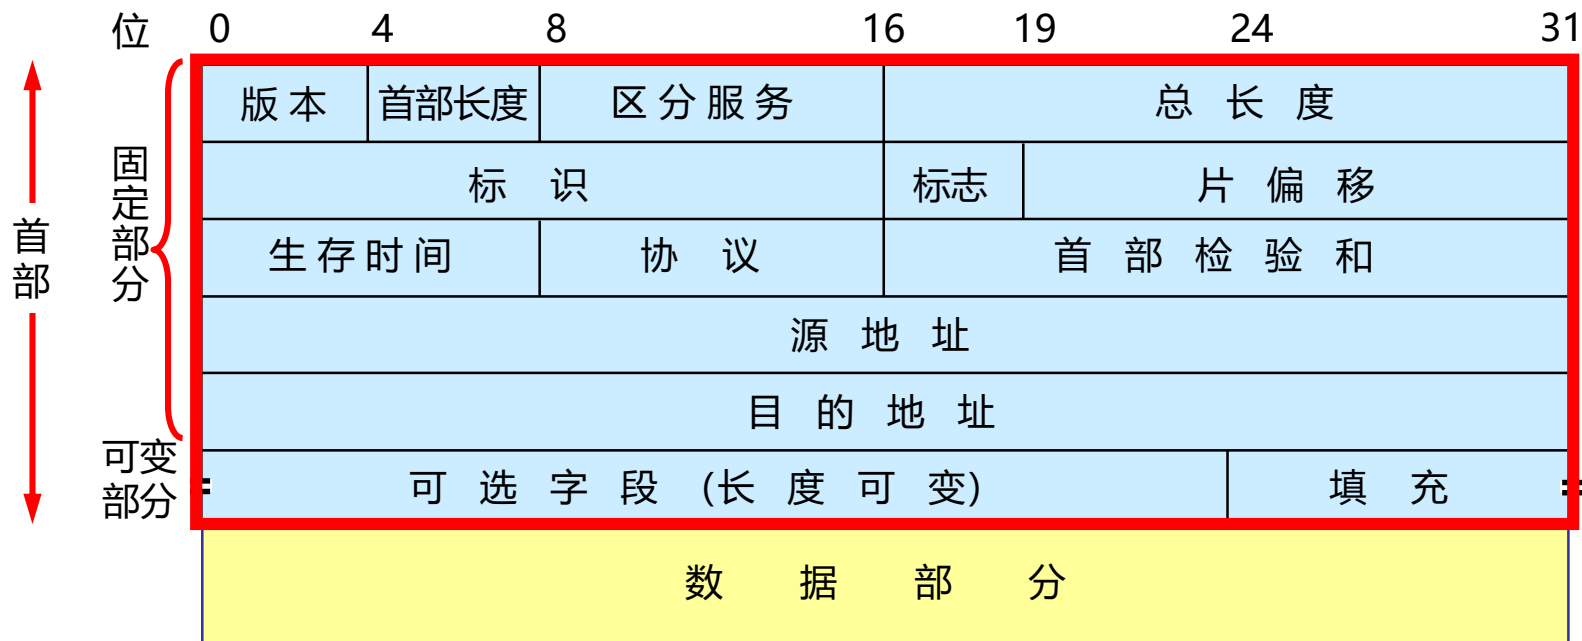 位 0 4 8 16 19 24 31
版本 首部长度 区分服务 总长度
标识 标志 片偏移
生存时间 协议 首部检验和
源地址
目的地址
可选字段 (长度可变) 填充
数据部分
首部
固定部分
可变
部分